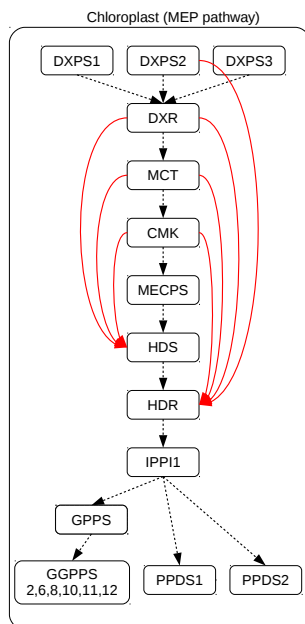 Chloroplast (MEP pathway)
DXPS1 DXPS2 DXPS3
DXR
MCT
CMK
MECPS
HDS
HDR
IPPI1
GPPS
GGPPS
2,6,8,10,11,12
PPDS1 PPDS2